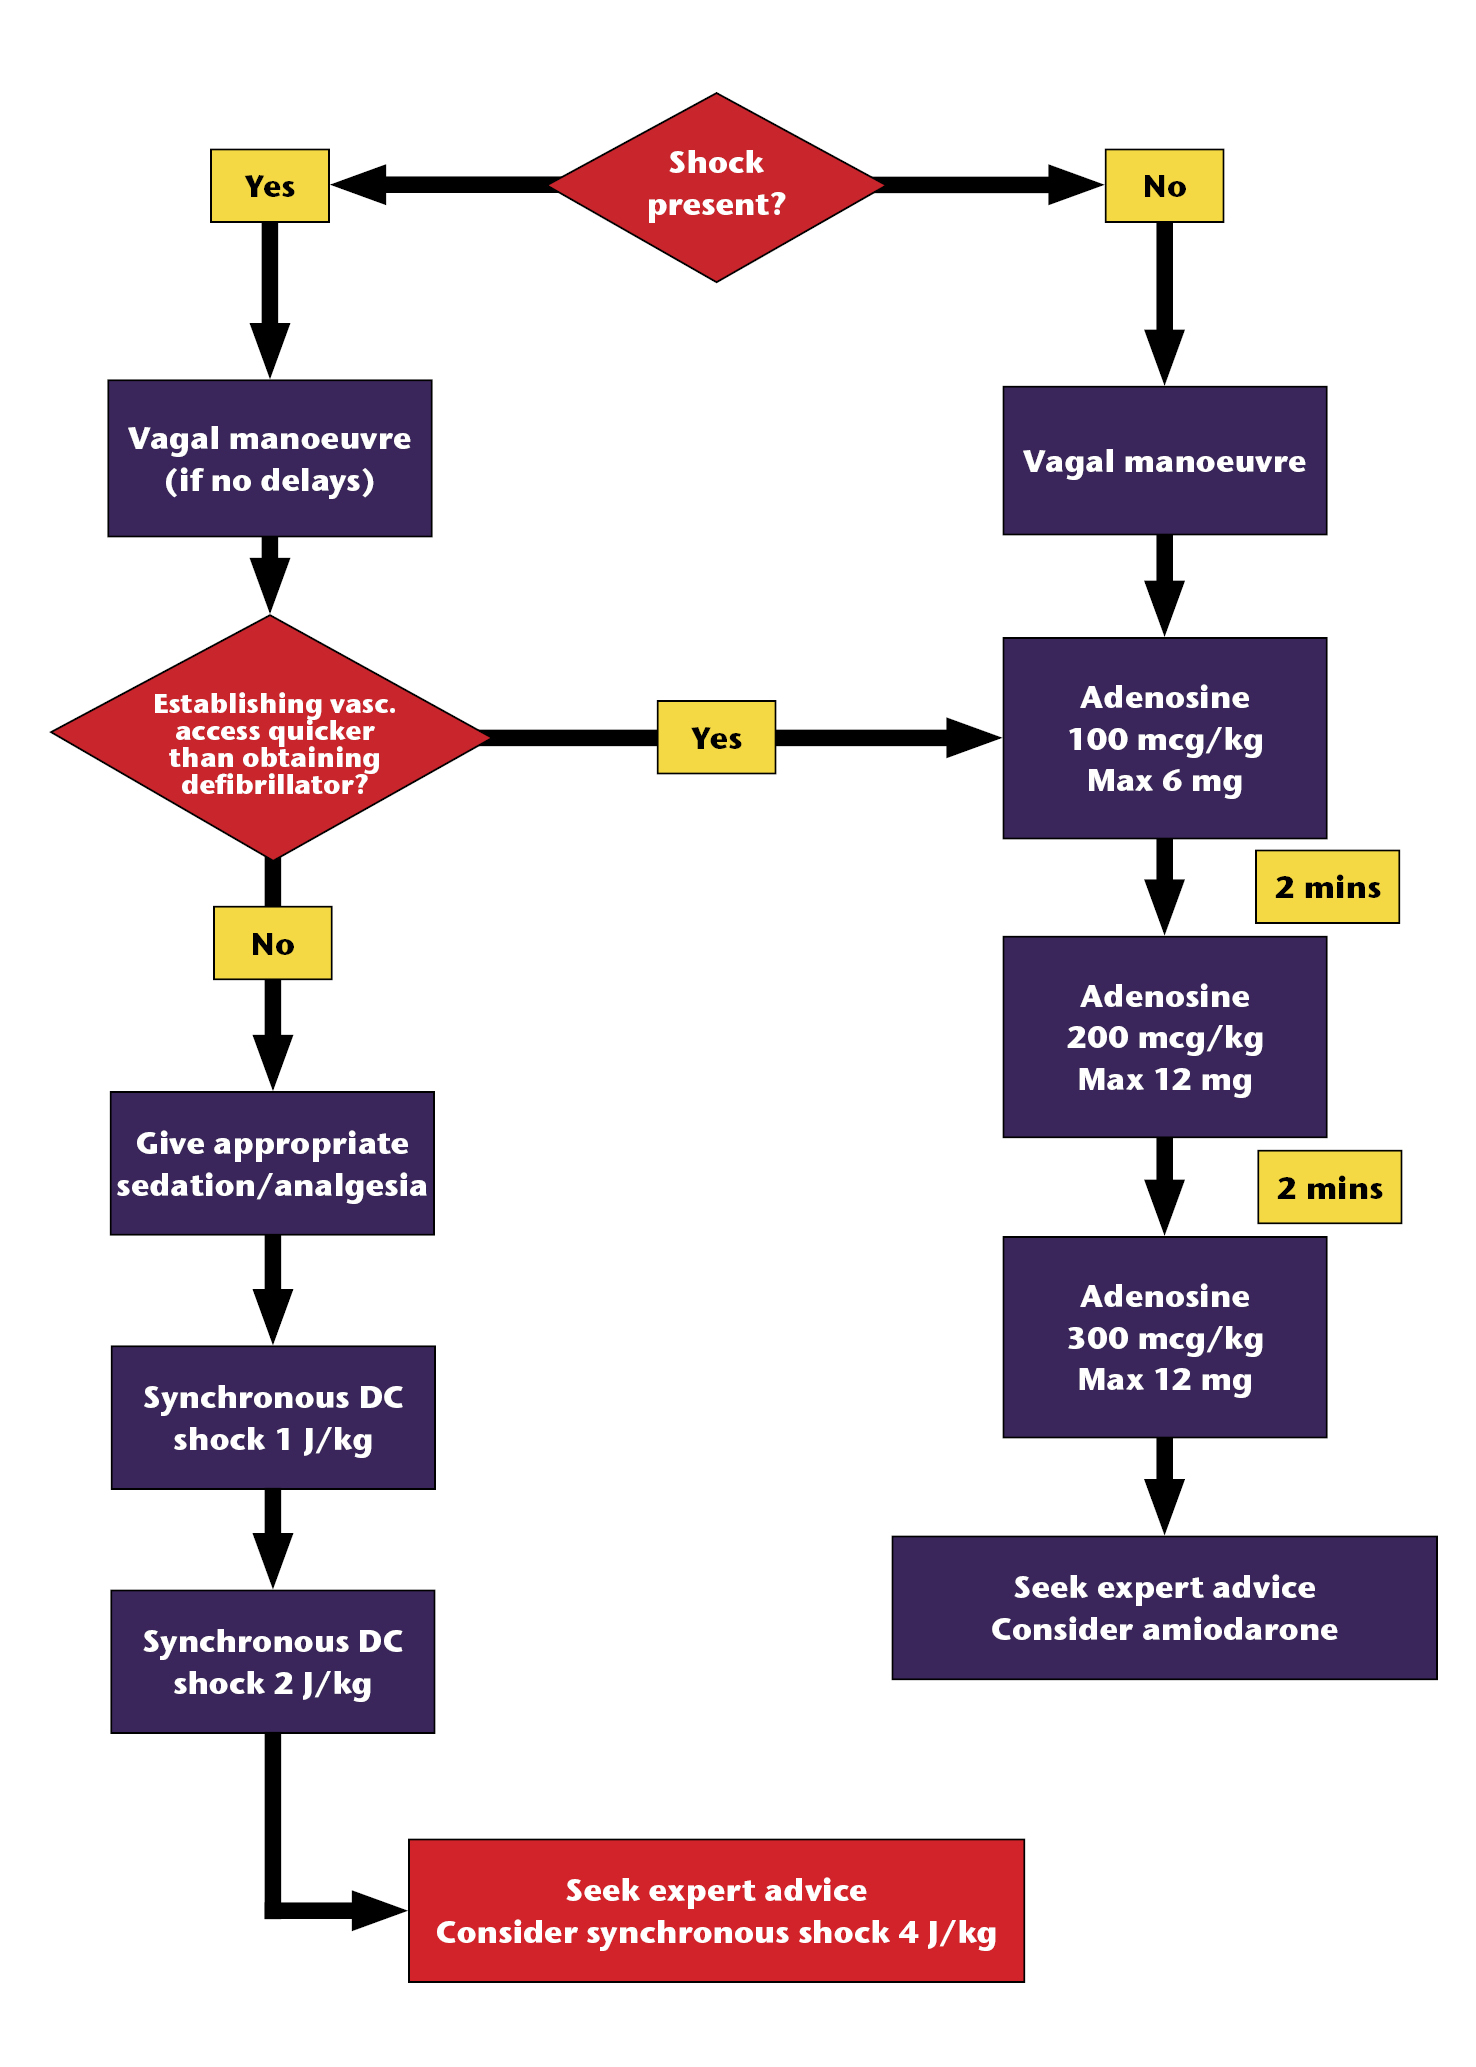 Shock
present?
Yes
No
Vagal manoeuvre
(if no delays)
Vagal manoeuvre
Establishing vasc.
access quicker
than obtaining
defibrillator?
Yes
Adenosine
100 mcg/kg
Max 6 mg
2 mins
No
Adenosine
200 mcg/kg
Max 12 mg
Give appropriate
sedation/analgesia
2 mins
Adenosine
300 mcg/kg
Max 12 mg
Synchronous DC
shock 1 J/kg
Seek expert advice
Consider amiodarone
Synchronous DC
shock 2 J/kg
Seek expert advice
Consider synchronous shock 4 J/kg